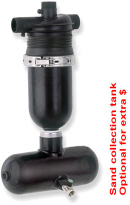 Sand collection tank
Optional for extra $